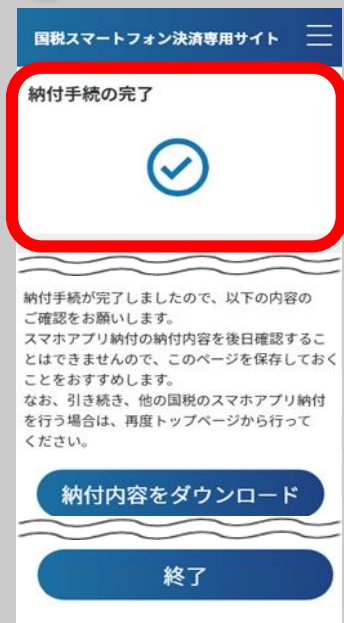 国税スマートフォン決済専用サイト
納付手続の完了
納付手続が完了しましたので、以下の内容の
ご確認をお願いします。
スマホアプリ納付の納付内容を後日確認するこ
とはできませんので、このページを保存しておく
ことをおすすめします。
なお、引き続き、他の国税のスマホアプリ納付
を行う場合は、再度トップページから行って
ください。
納付内容をダウンロード
終了